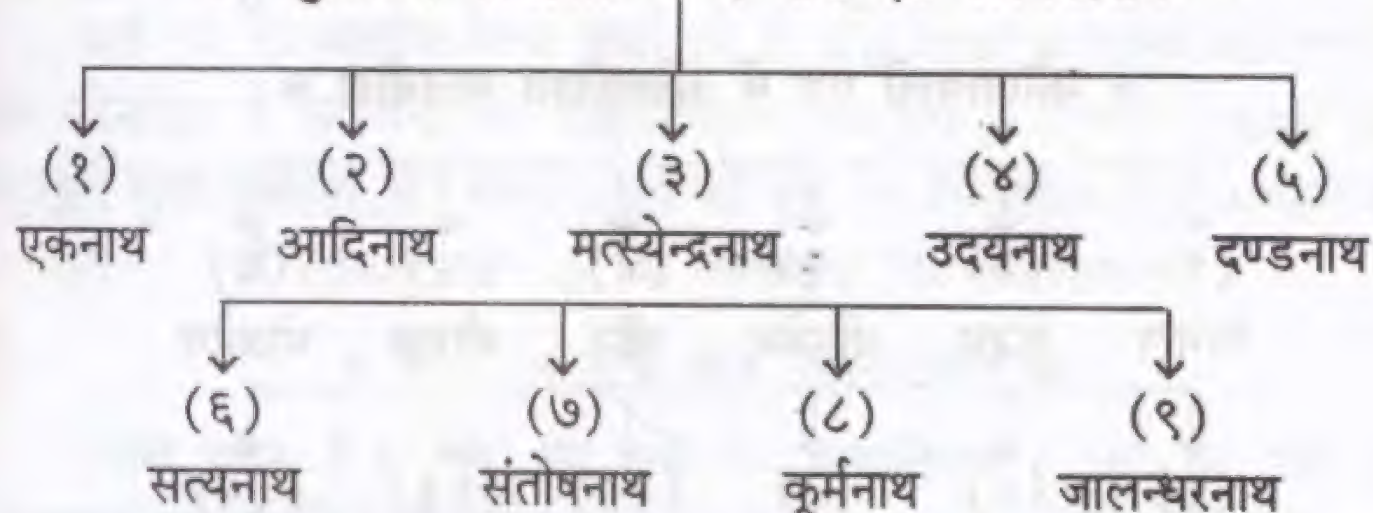 (१) (२) (३) (४) (५)
एकनाथ आदिनाथ मत्स्येन्द्रनाथ उदयनाथ दण्डनाथ
(६) (७) (८) (९)
सत्यनाथ संतोषनाथ कूर्मनाथ जालन्धरनाथ